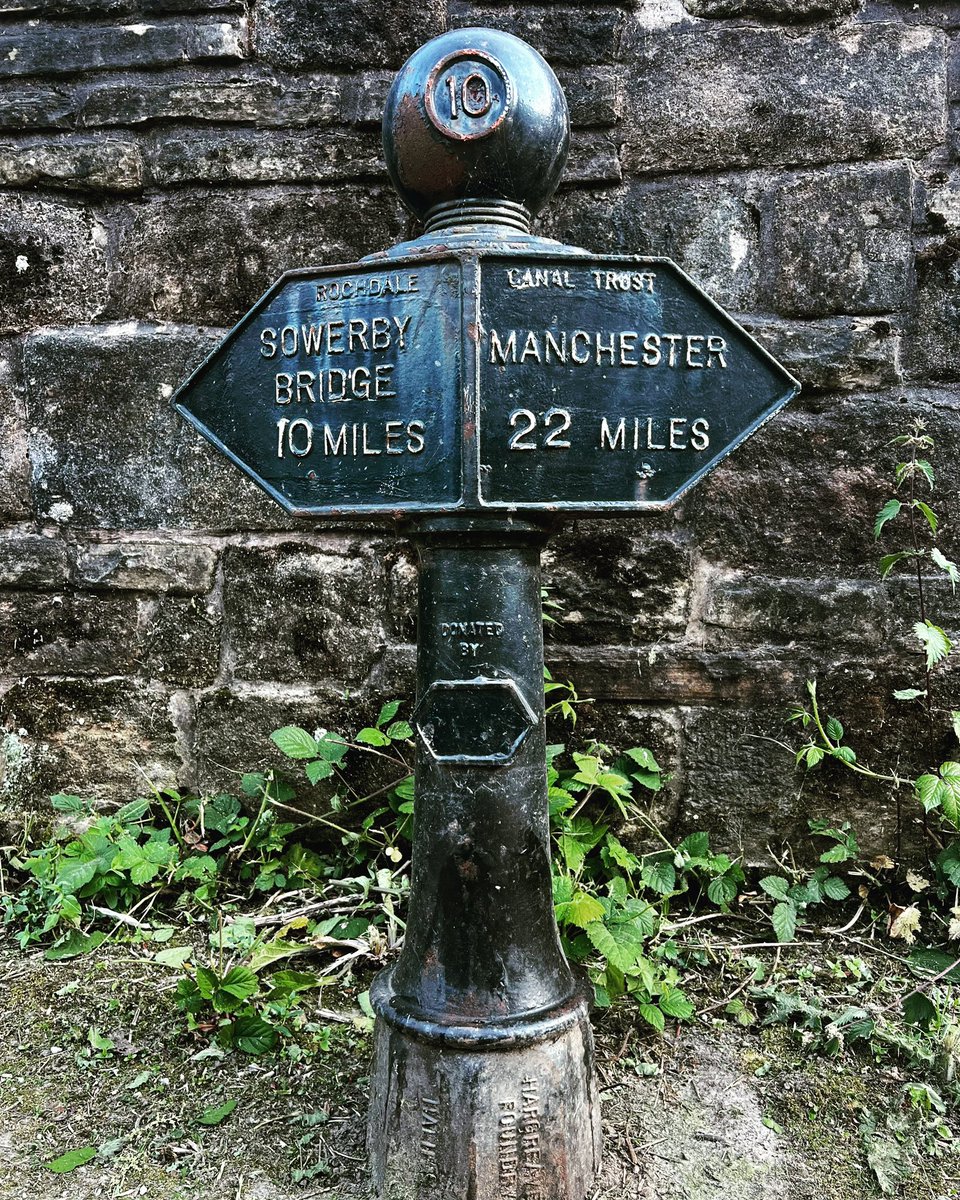 10
ROCHDALE
SOWERBY
BRIDGE
10 MILES
CANAL TRUST
MANCHESTER
22 MILES
DONATED
BY